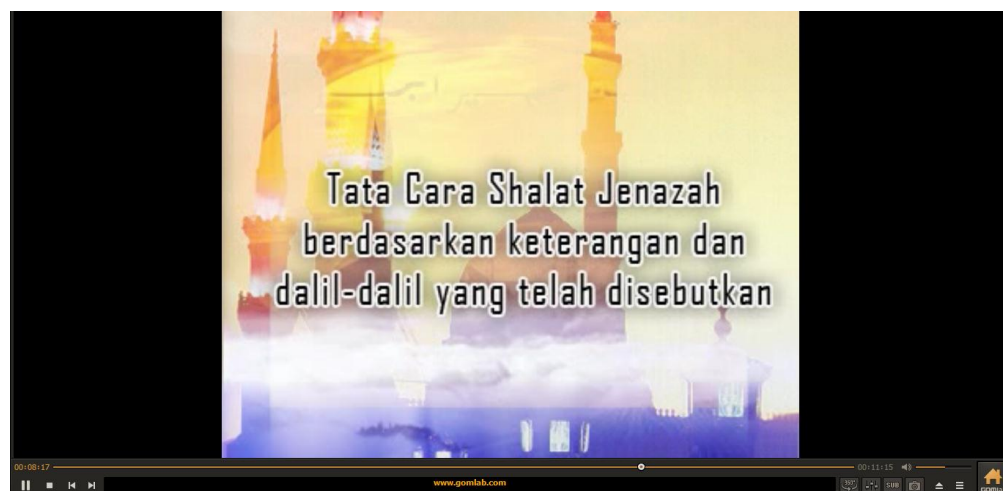 Tata Cara Shalat Jenazah
berdasarkan keterangan dan
dalil-dalil yang telah disebutkan
00:08:17
00:11:15
www.gomlab.com
360°
SUB